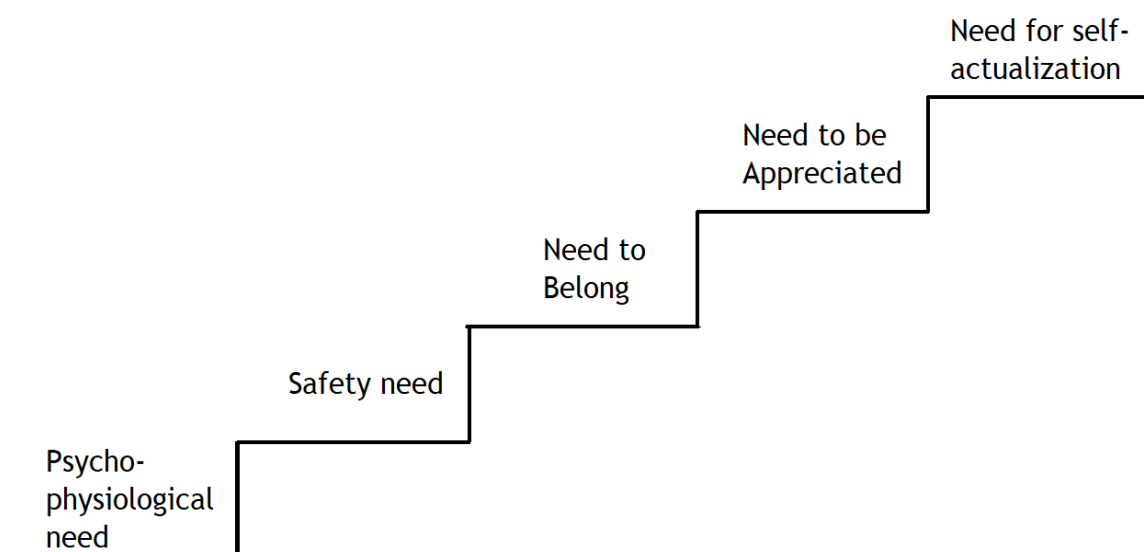 Need for self-
actualization
Need to be
Appreciated
Need to
Belong
Safety need
Psycho-
physiological
need